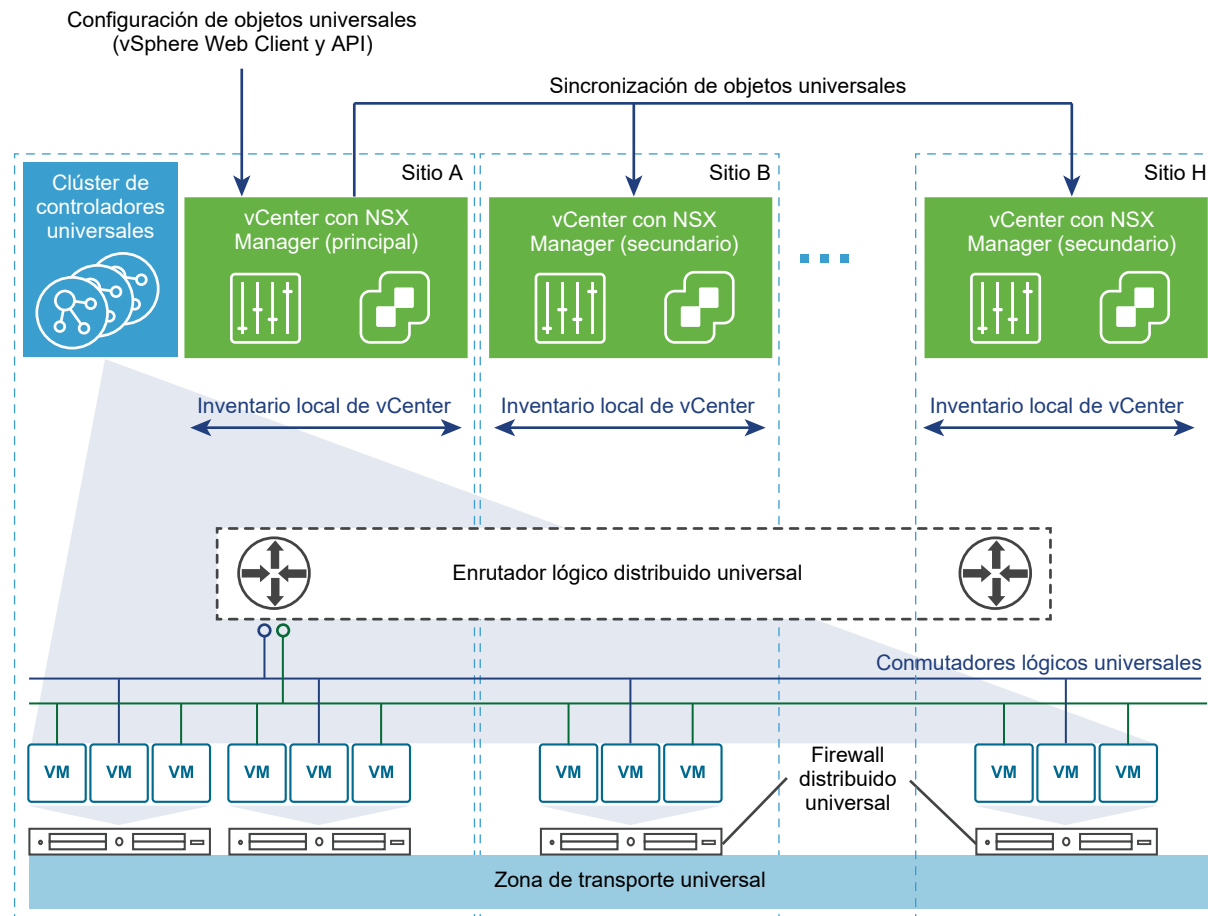 Configuración de objetos universales
(vSphere Web Client y API)
Sincronización de objetos universales
Sitio A
Sitio B
Sitio H
Clúster de
controladores
universales
vCenter con NSX
Manager (principal)
vCenter con NSX
Manager (secundario)
vCenter con NSX
Manager (secundario)
Inventario local de vCenter
Inventario local de vCenter
Inventario local de vCenter
Enrutador lógico distribuido universal
Conmutadores lógicos universales
VM
VM
VM
VM
VM
VM
VM
VM
VM
VM
VM
VM
Firewall
distribuido
universal
Zona de transporte universal